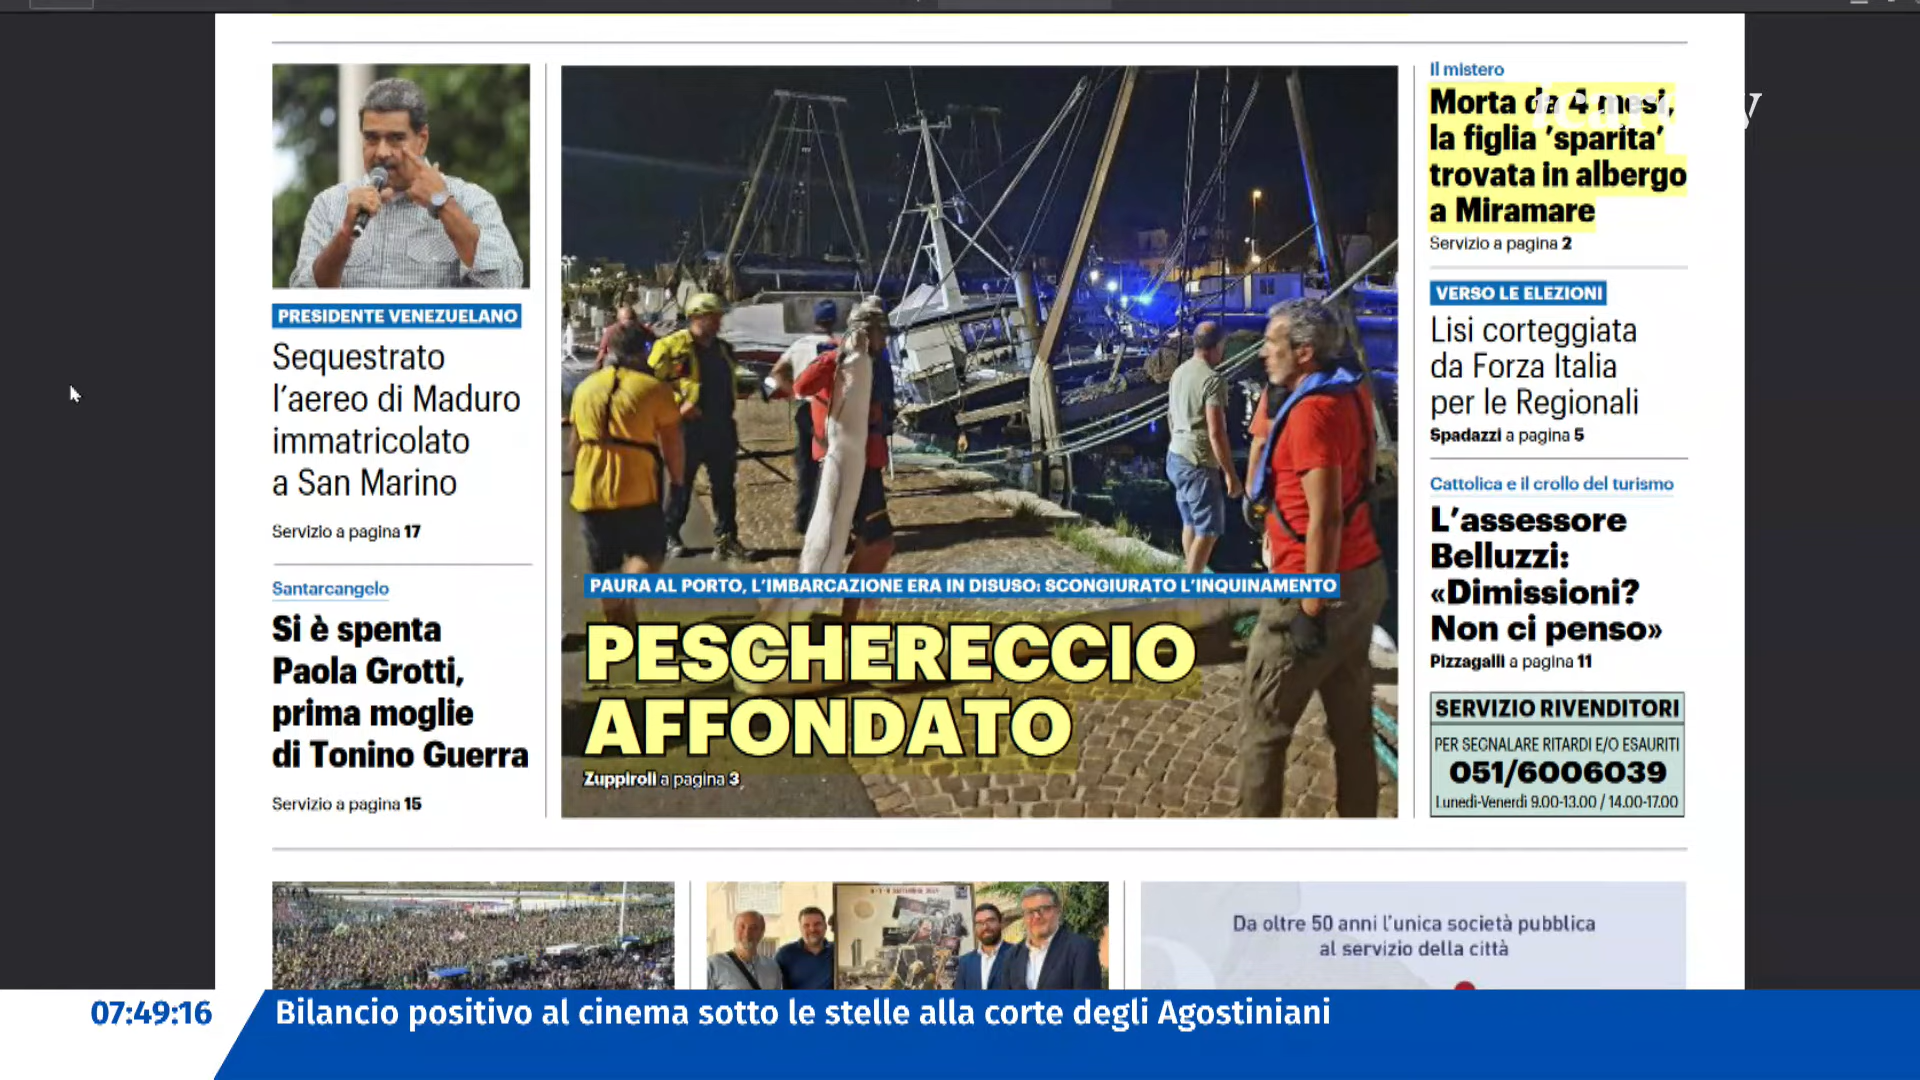 PRESIDENTE VENEZUELANO
Sequestrato
l'aereo di Maduro
immatricolato
a San Marino
Servizio a pagina 17
Santarcangelo
Si è spenta
Paola Grotti,
prima moglie
di Tonino Guerra
Servizio a pagina 15
PAURA AL PORTO, L'IMBARCAZIONE ERA IN DISUSO: SCONGIURATO L'INQUINAMENTO
PESCHERECCIO
AFFONDATO
Zuppiroli a pagina 3
Il mistero
Morta da 4 mesi,
la figlia 'sparita'
trovata in albergo
a Miramare
Servizio a pagina 2
VERSO LE ELEZIONI
Lisi corteggiata
da Forza Italia
per le Regionali
Spadazzi a pagina 5
Cattolica e il crollo del turismo
L'assessore
Belluzzi:
«Dimissioni?
Non ci penso»
Pizzagalli a pagina 11
SERVIZIO RIVENDITORI
PER SEGNALARE RITARDI E/O ESAURITI
051/6006039
Lunedì-Venerdì 9.00-13.00 / 14.00-17.00
Da oltre 50 anni l'unica società pubblica
al servizio della città
07:49:16
Bilancio positivo al cinema sotto le stelle alla corte degli Agostiniani